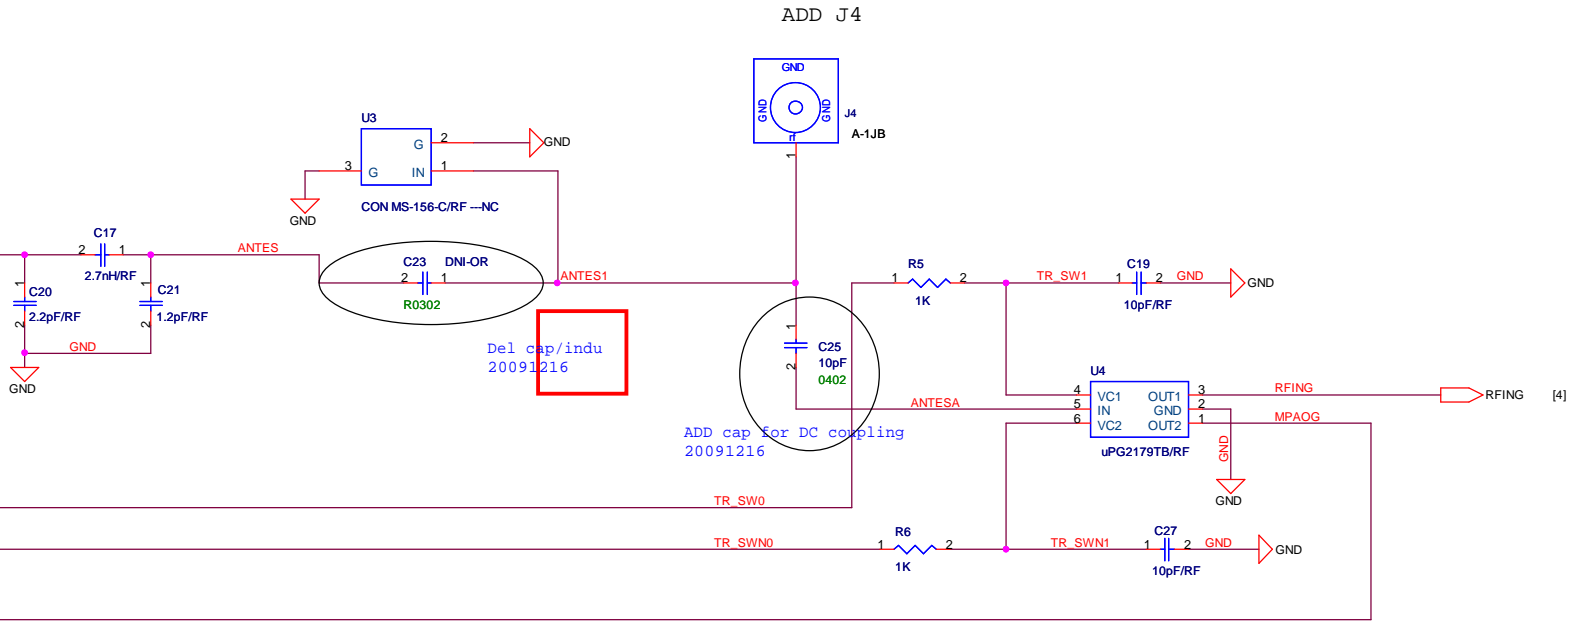 ADD J4
GND
GND
GND
rf
J4
A-1JB
1
U3
G
2
GND
3
G
IN
1
GND
CON MS-156-C/RF ---NC
C17
2
1
2.7nH/RF
ANTES
C23
DNI-OR
2
1
R0302
ANTES1
1
C20
2.2pF/RF
2
1
C21
1.2pF/RF
2
GND
GND
Del cap/indu
20091216
1
C25
10pF
2
0402
ANTESA
ADD cap for DC coupling
20091216
R5
1
2
1K
TR_SW1
C19
1
2
GND
GND
10pF/RF
U4
4
VC1
OUT1
3
RFING
RFING
[4]
5
IN
GND
2
6
VC2
OUT2
1
MPAOG
uPG2179TB/RF
GND
GND
TR_SW0
TR_SWN0
R6
1
2
1K
TR_SWN1
C27
1
2
GND
GND
10pF/RF